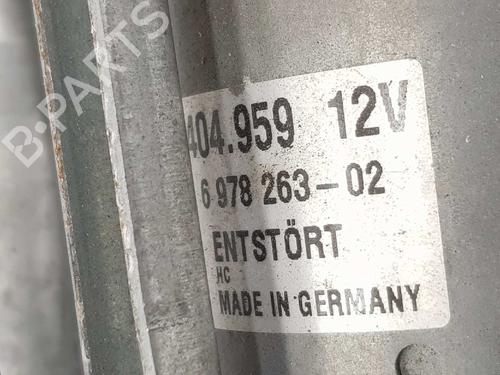 404.959 12V
6 978 263-02
ENTSTÖRT
HC
MADE IN GERMANY
B-PARTS